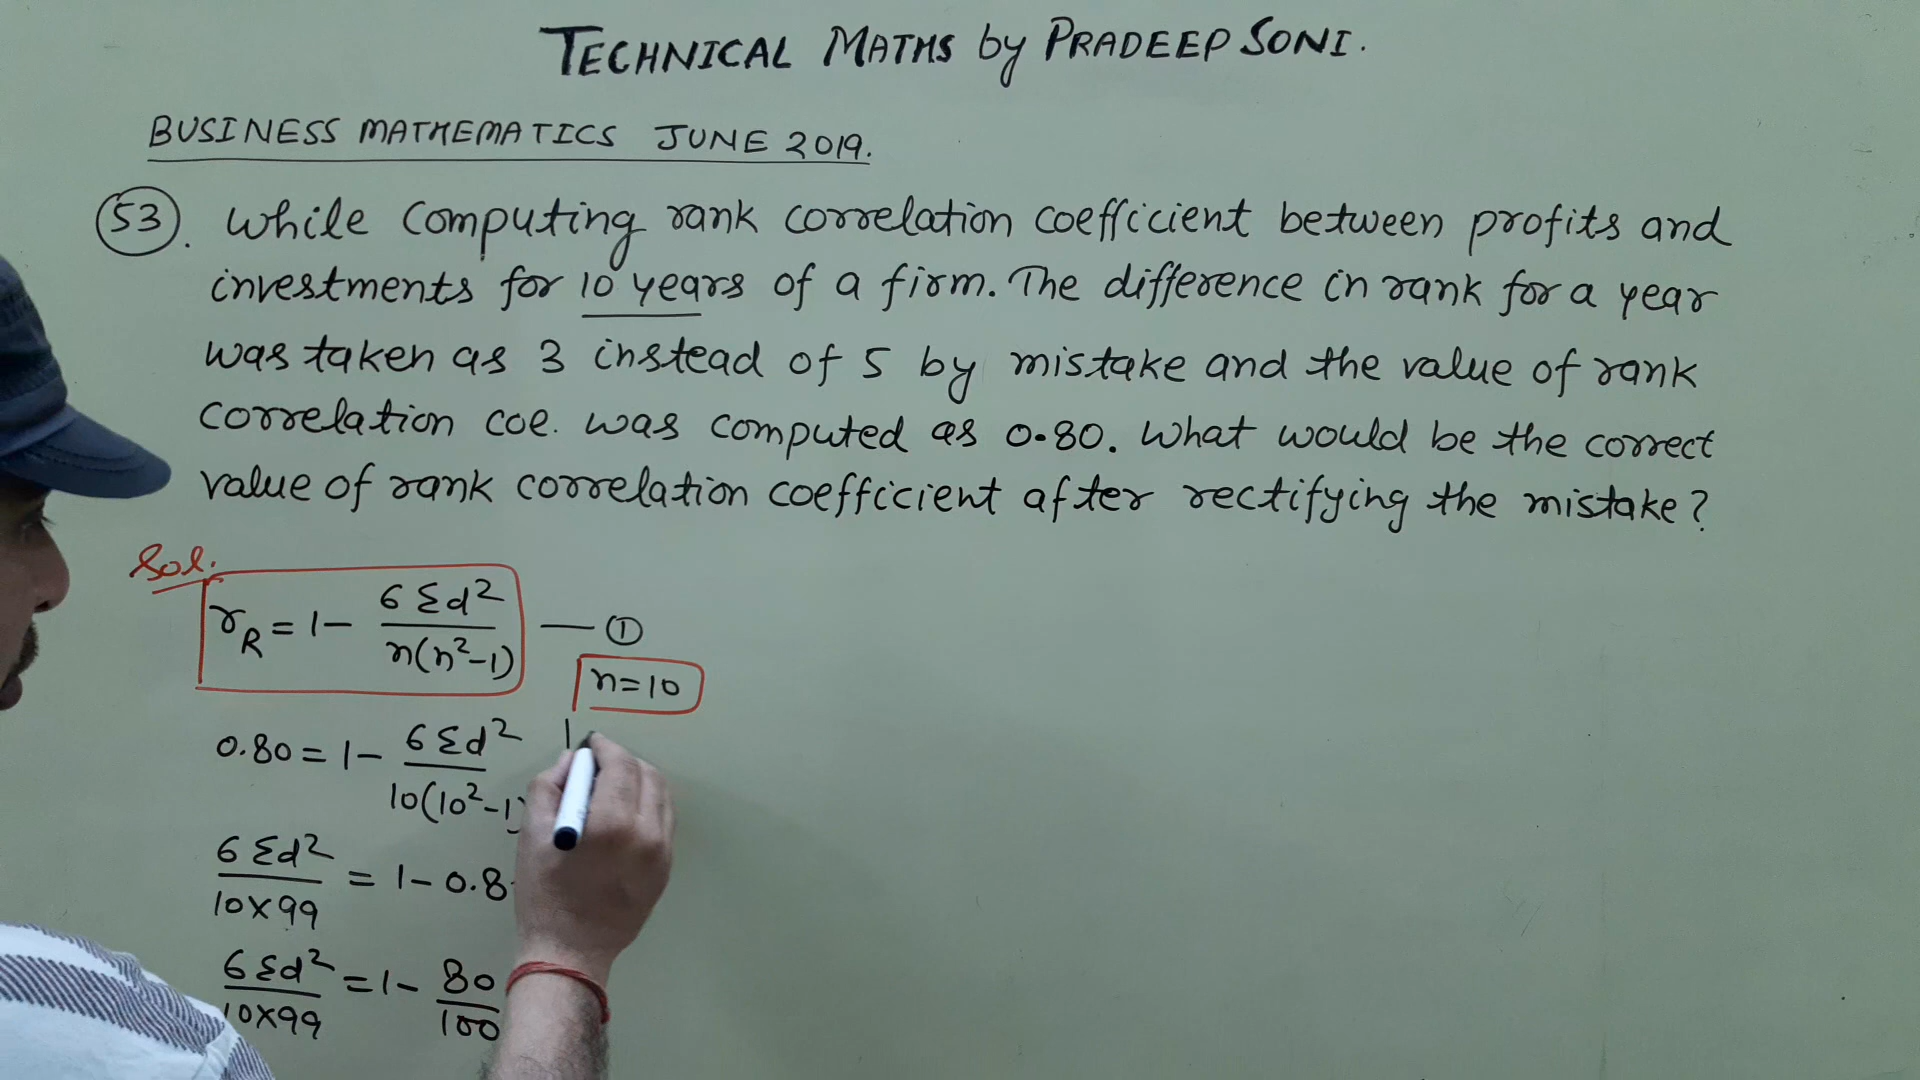 TECHNICAL MATHS by PRADEEP SONI.
BUSINESS MATHEMATICS JUNE 2019.
53. While computing rank correlation coefficient between profits and
investments for 10 years of a firm. The difference in rank for a year
was taken as 3 instead of 5 by mistake and the value of rank
correlation coe. was computed as 0.80. What would be the correct
value of rank correlation coefficient after rectifying the mistake?
Sol.
r_R = 1 - 6Σd²/n(n²-1) — ①
n=10
0.80 = 1 - 6Σd²/10(10²-1)
6Σd²/10×99 = 1 - 0.8
6Σd²/10×99 = 1 - 80/100